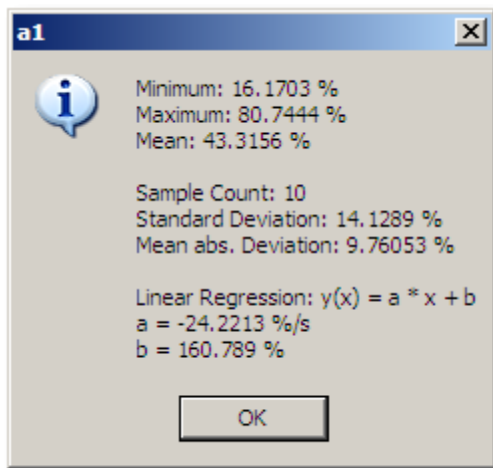 a1
Minimum: 16.1703 %
Maximum: 80.7444 %
Mean: 43.3156 %
Sample Count: 10
Standard Deviation: 14.1289 %
Mean abs. Deviation: 9.76053 %
Linear Regression: y(x) = a * x + b
a = -24.2213 %/s
b = 160.789 %
OK